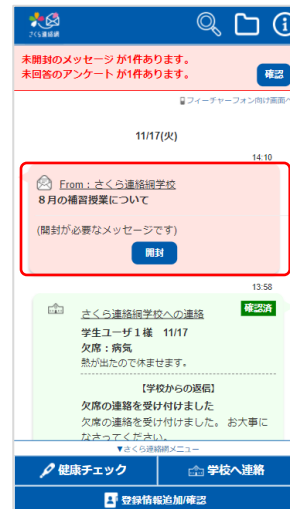 さくら連絡網
未開封のメッセージ が1件ありま
す。
未回答のアンケート が1件ありま
す。
確認
フィーチャーフォン向け画面へ
11/17(火)
14:10
From：さくら連絡網学校
８月の補習授業について
(開封が必要なメッセージです)
開封
13:58
さくら連絡網学校への連絡
確認済
学生ユーザ１様 11/17
欠席：病気
熱が出たので休ませます。
【学校からの返信】
欠席の連絡を受け付けました
欠席の連絡を受け付けました。 お大事に
なさってください。
▼さくら連絡網メニュー
健康チェック
学校へ連絡
登録情報追加/確認